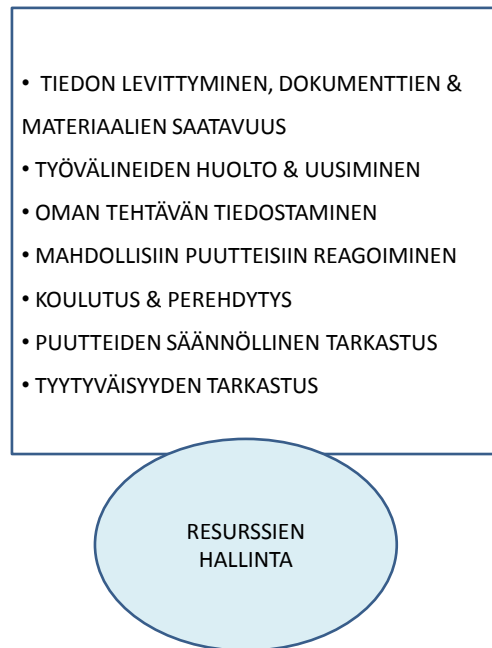 • TIEDON LEVITTYMINEN, DOKUMENTTIEN &
MATERIAALIEN SAATAVUUS
• TYÖVÄLINEIDEN HUOLTO & UUSIMINEN
• OMAN TEHTÄVÄN TIEDOSTAMINEN
• MAHDOLLISIIN PUUTTEISIIN REAGOIMINEN
• KOULUTUS & PEREHDYTYS
• PUUTTEIDEN SÄÄNNÖLLINEN TARKASTUS
• TYYTYVÄISYYDEN TARKASTUS
RESURSSIEN
HALLINTA